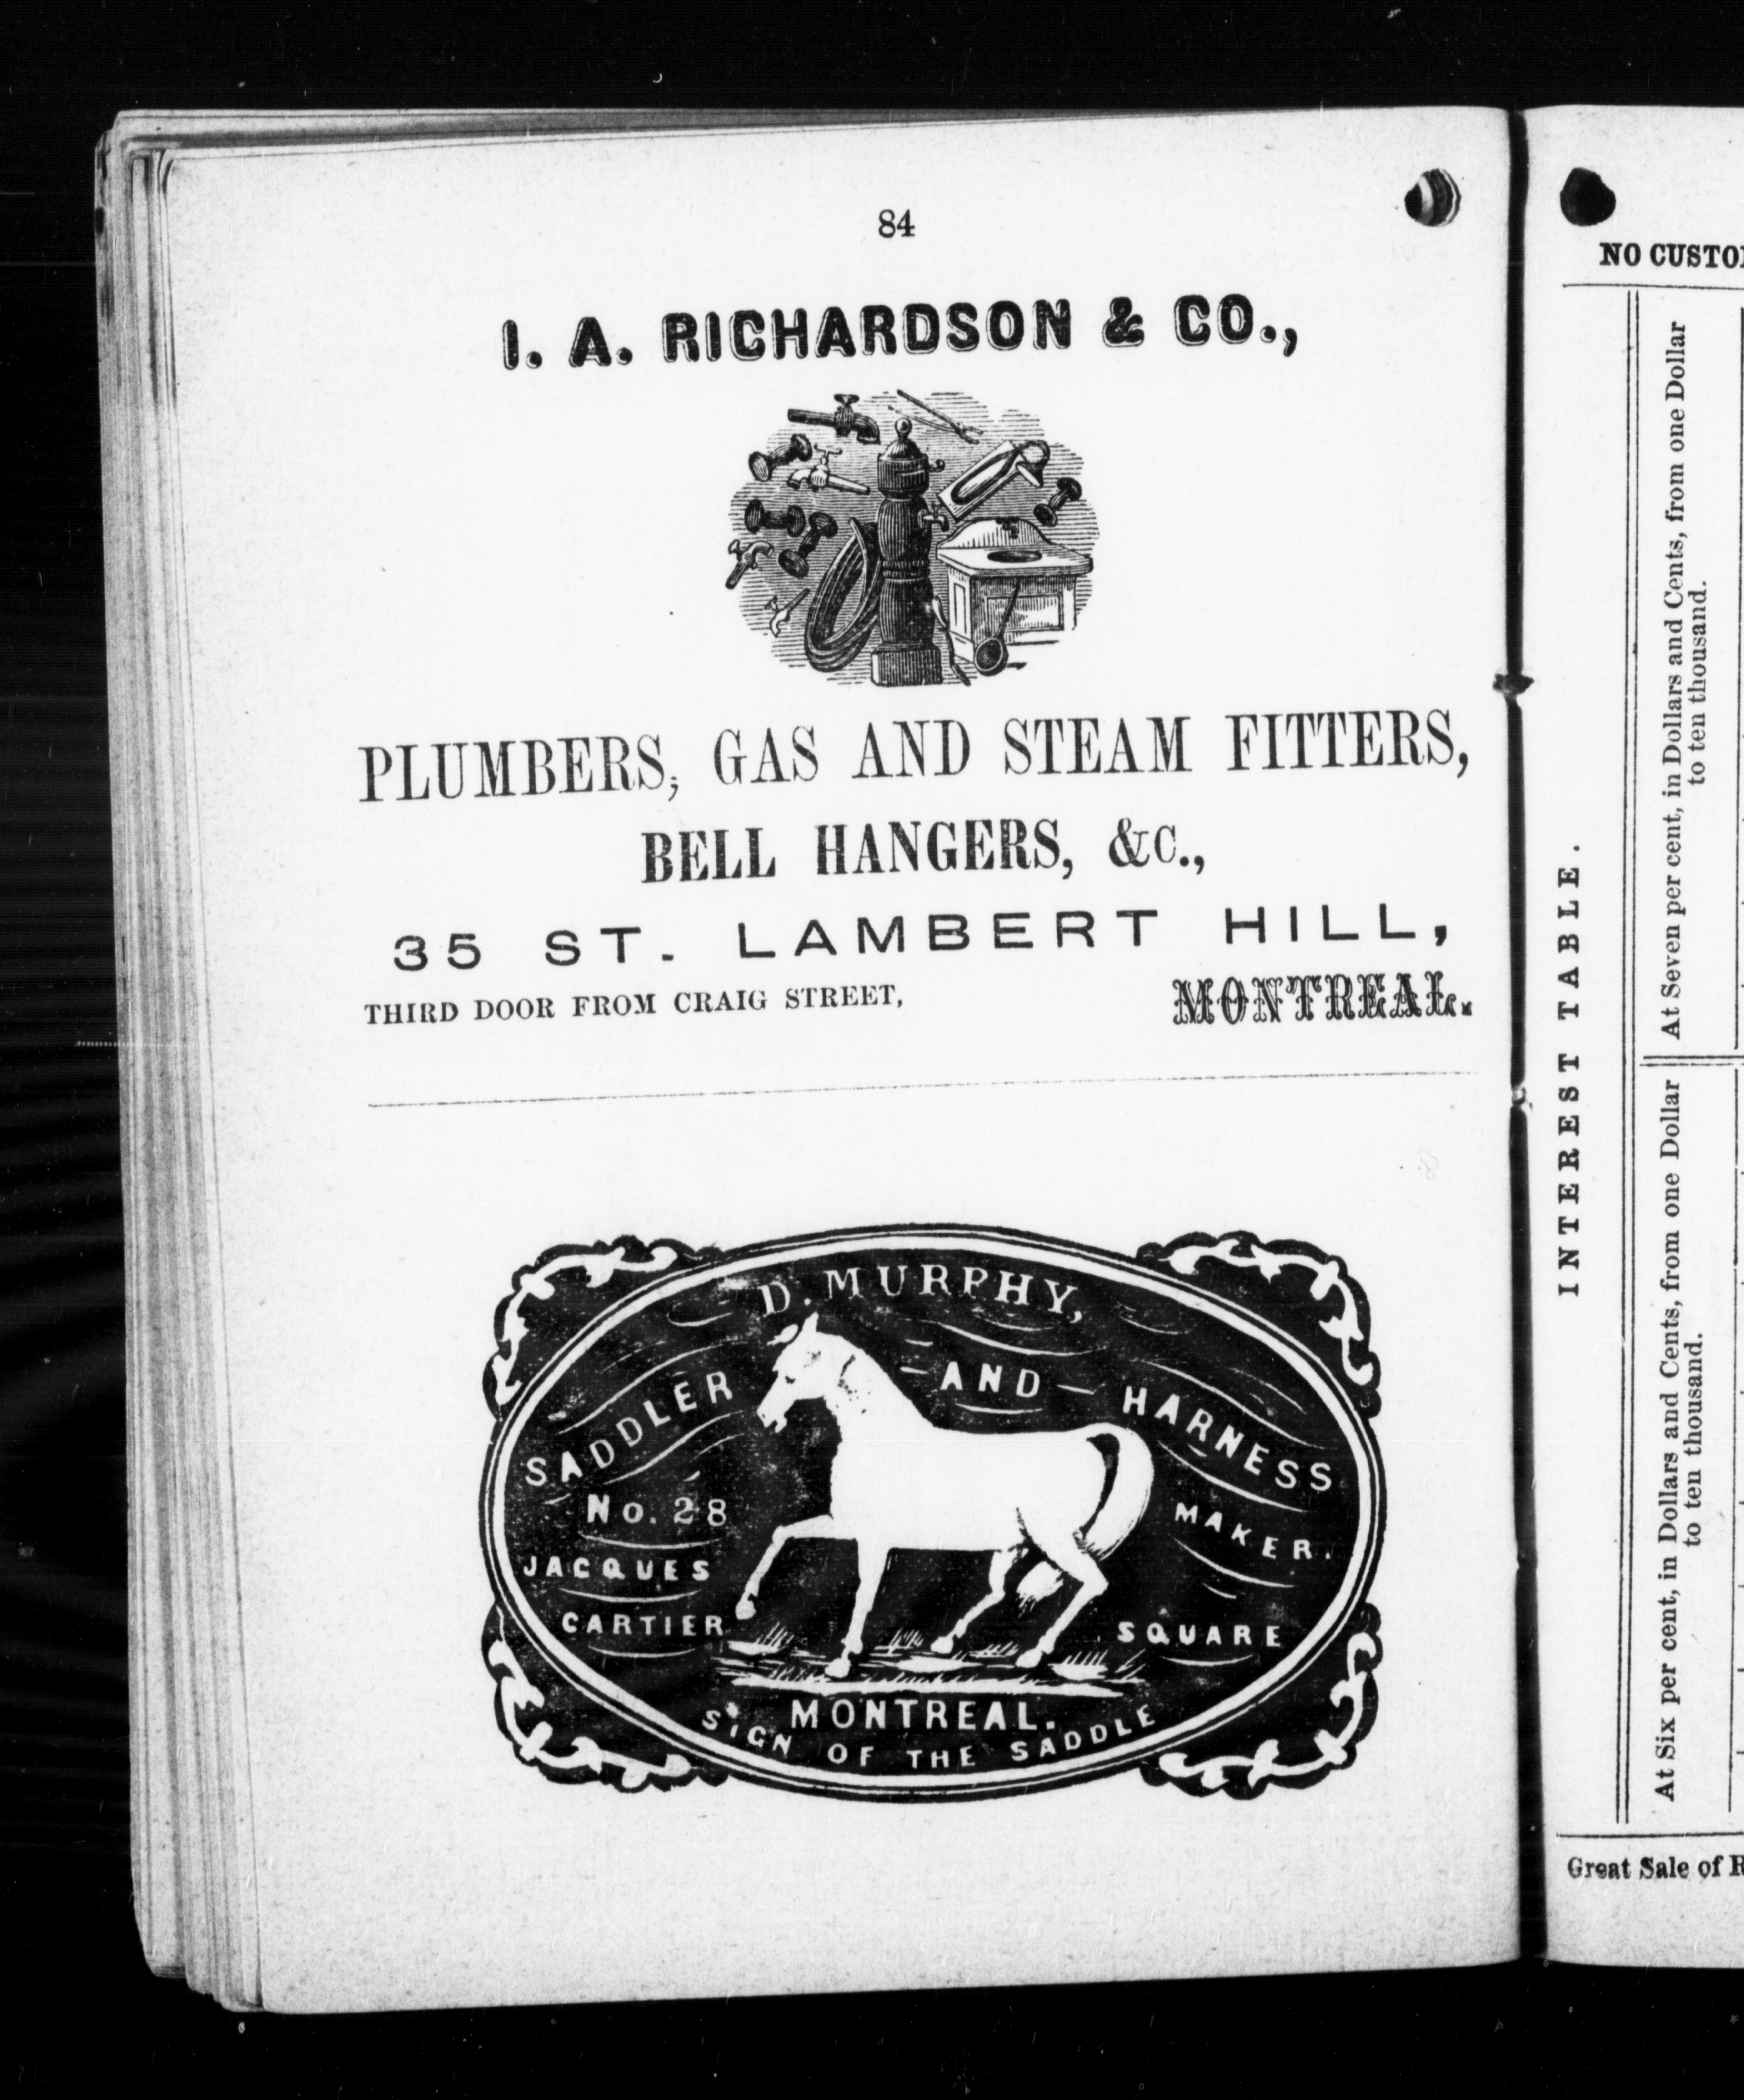 84
I. A. RICHARDSON & CO.,
PLUMBERS, GAS AND STEAM FITTERS,
BELL HANGERS, &C.,
35 ST. LAMBERT HILL,
THIRD DOOR FROM CRAIG STREET, MONTREAL.
D. MURPHY,
SADDLER —AND— HARNESS
MAKER.
No. 28
JACQUES
CARTIER SQUARE
MONTREAL.
SIGN OF THE SADDLE
NO CUSTO
INTEREST TABLE.
At Seven per cent, in Dollars and Cents, from one Dollar
to ten thousand.
At Six per cent, in Dollars and Cents, from one Dollar
to ten thousand.
Great Sale of